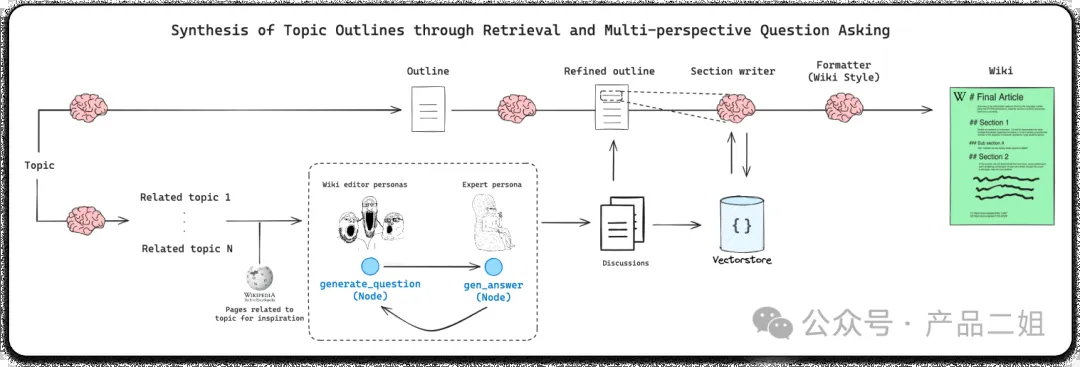 Synthesis of Topic Outlines through Retrieval and Multi-perspective Question Asking
Outline
Refined outline
Section writer
Formatter
(Wiki Style)
Wiki
Topic
W # Final Article
## Section 1
### Sub section A
## Section 2
Related topic 1
Related topic N
WIKIPEDIA
The Free Encyclopedia
Pages related to
topic for inspiration
Wiki editor personas
Expert persona
generate_question
(Node)
gen_answer
(Node)
Discussions
{ }
Vectorstore
公众号 · 产品二姐